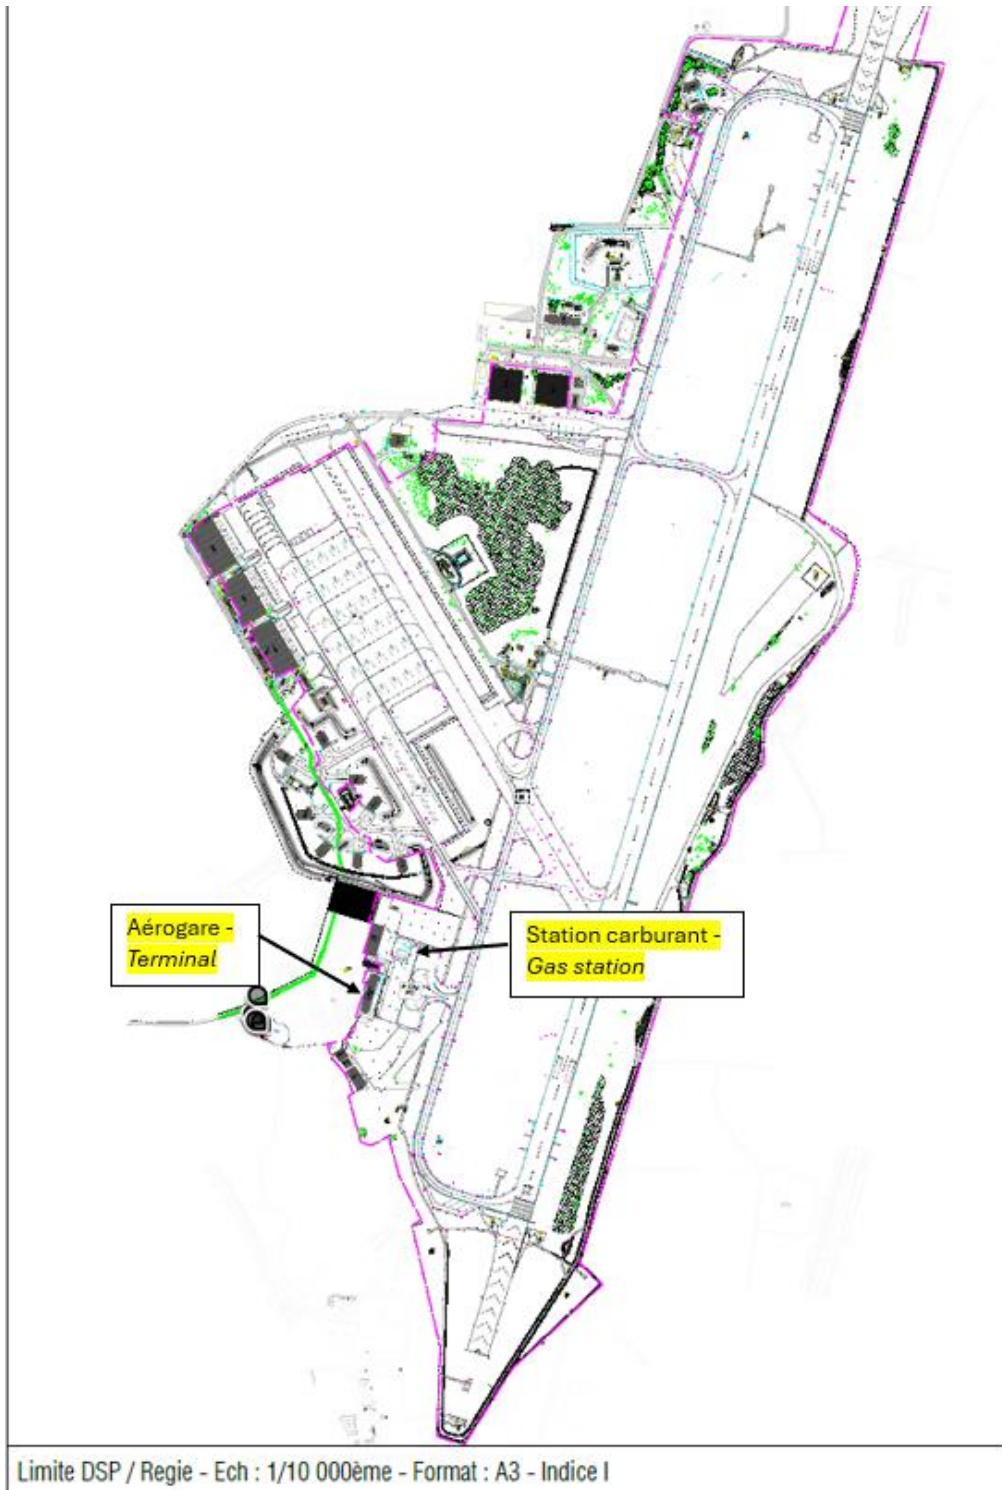 Aérogare -
Terminal
Station carburant -
Gas station
Limite DSP / Regie - Ech : 1/10 000ème - Format : A3 - Indice I